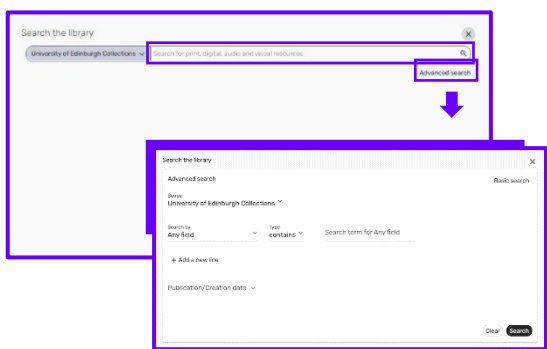 Search the library
University of Edinburgh Collections Search for print, digital, audio and visual resources
Advanced search
Search the library
Advanced search Basic search
Scope
University of Edinburgh Collections
Search by Type
Any field contains Search term for Any field
+ Add a new line
Publication/Creation date
Clear Search